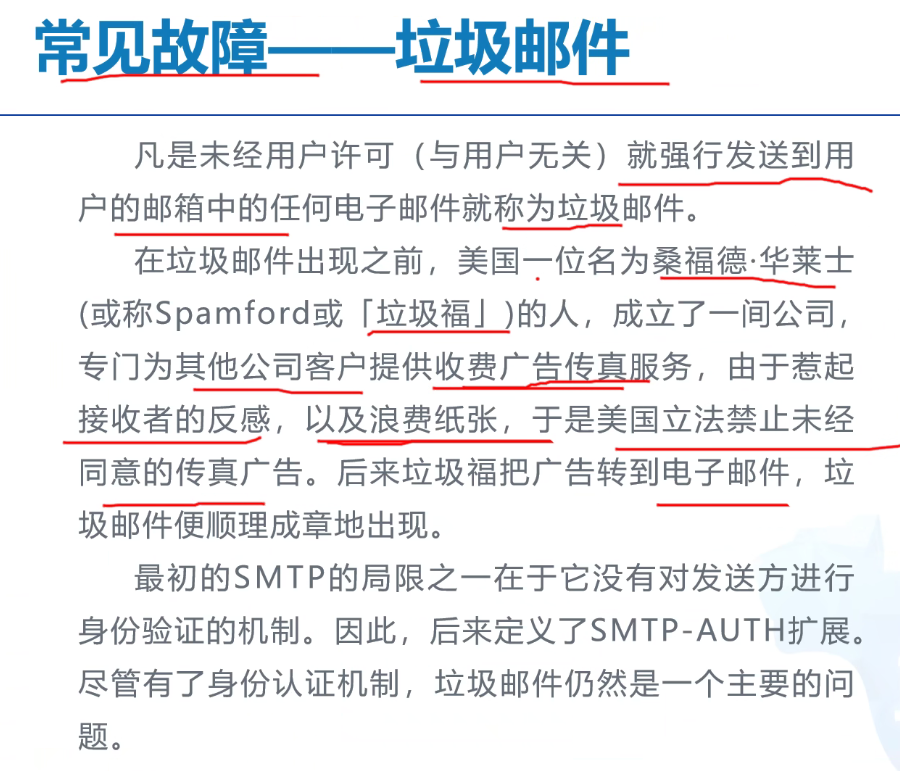 常见故障——垃圾邮件
凡是未经用户许可（与用户无关）就强行发送到用
户的邮箱中的任何电子邮件就称为垃圾邮件。
在垃圾邮件出现之前，美国一位名为桑福德·华莱士
(或称Spamford或「垃圾福」)的人，成立了一间公司，
专门为其他公司客户提供收费广告传真服务，由于惹起
接收者的反感，以及浪费纸张，于是美国立法禁止未经
同意的传真广告。后来垃圾福把广告转到电子邮件，垃
圾邮件便顺理成章地出现。
最初的SMTP的局限之一在于它没有对发送方进行
身份验证的机制。因此，后来定义了SMTP-AUTH扩展。
尽管有了身份认证机制，垃圾邮件仍然是一个主要的问
题。